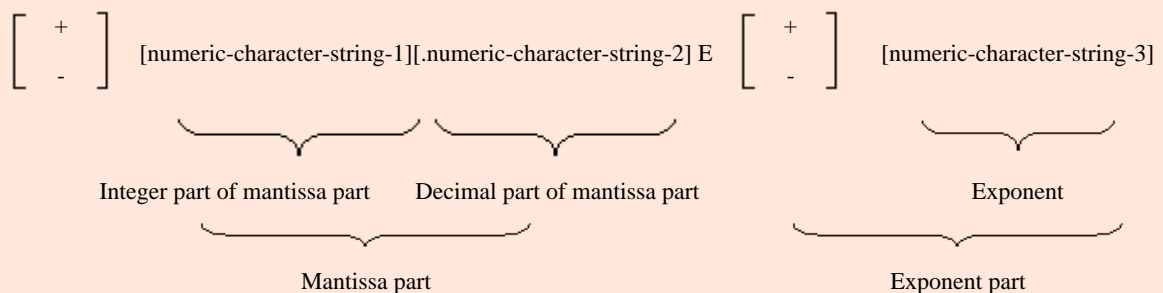 + +
[numeric-character-string-1][.numeric-character-string-2] E [numeric-character-string-3]
- -
Integer part of mantissa part Decimal part of mantissa part Exponent
Mantissa part Exponent part